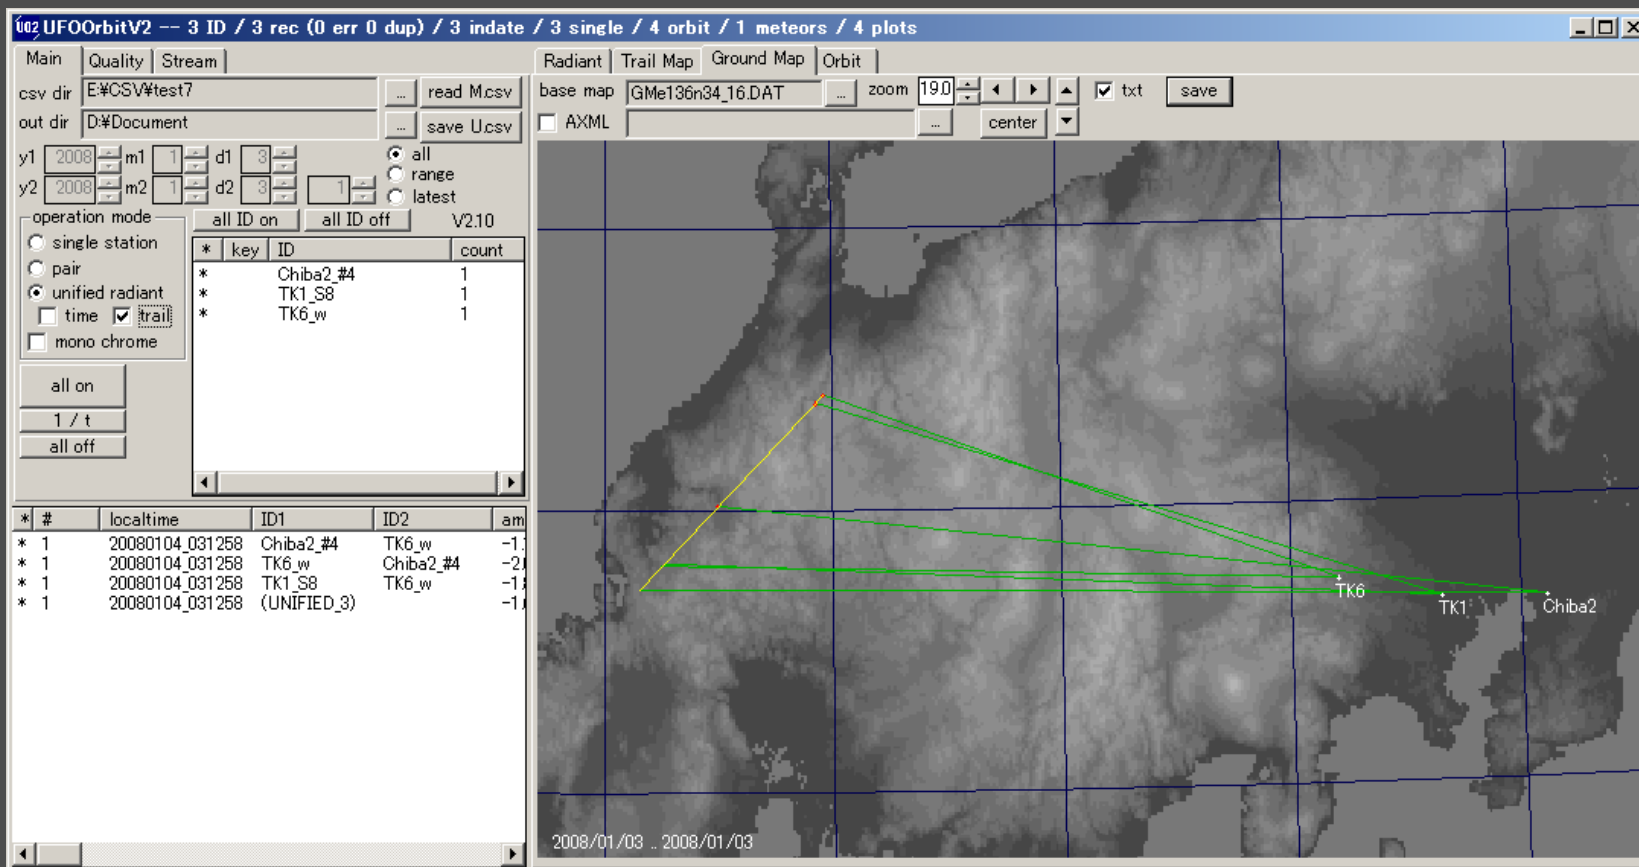 UFOOrbitV2 -- 3 ID / 3 rec (0 err 0 dup) / 3 indate / 3 single / 4 orbit / 1 meteors / 4 plots
Main Quality Stream
csv dir E:¥CSV¥test7 ... read M.csv
out dir D:¥Document ... save U.csv
y1 2008 m1 1 d1 3 all
range
y2 2008 m2 1 d2 3 1 latest
operation mode all ID on all ID off V2.10
single station
pair
unified radiant
time trail
mono chrome
* key ID count
* Chiba2_#4 1
* TK1_S8 1
* TK6_w 1
all on
1 / t
all off
* # localtime ID1 ID2 am
* 1 20080104_031258 Chiba2_#4 TK6_w -1.
* 1 20080104_031258 TK6_w Chiba2_#4 -2.
* 1 20080104_031258 TK1_S8 TK6_w -1.
* 1 20080104_031258 (UNIFIED_3) -1.
Radiant Trail Map Ground Map Orbit
base map GMe136n34_16.DAT ... zoom 19.0 txt save
AXML ... center
TK6
TK1
Chiba2
2008/01/03 .. 2008/01/03